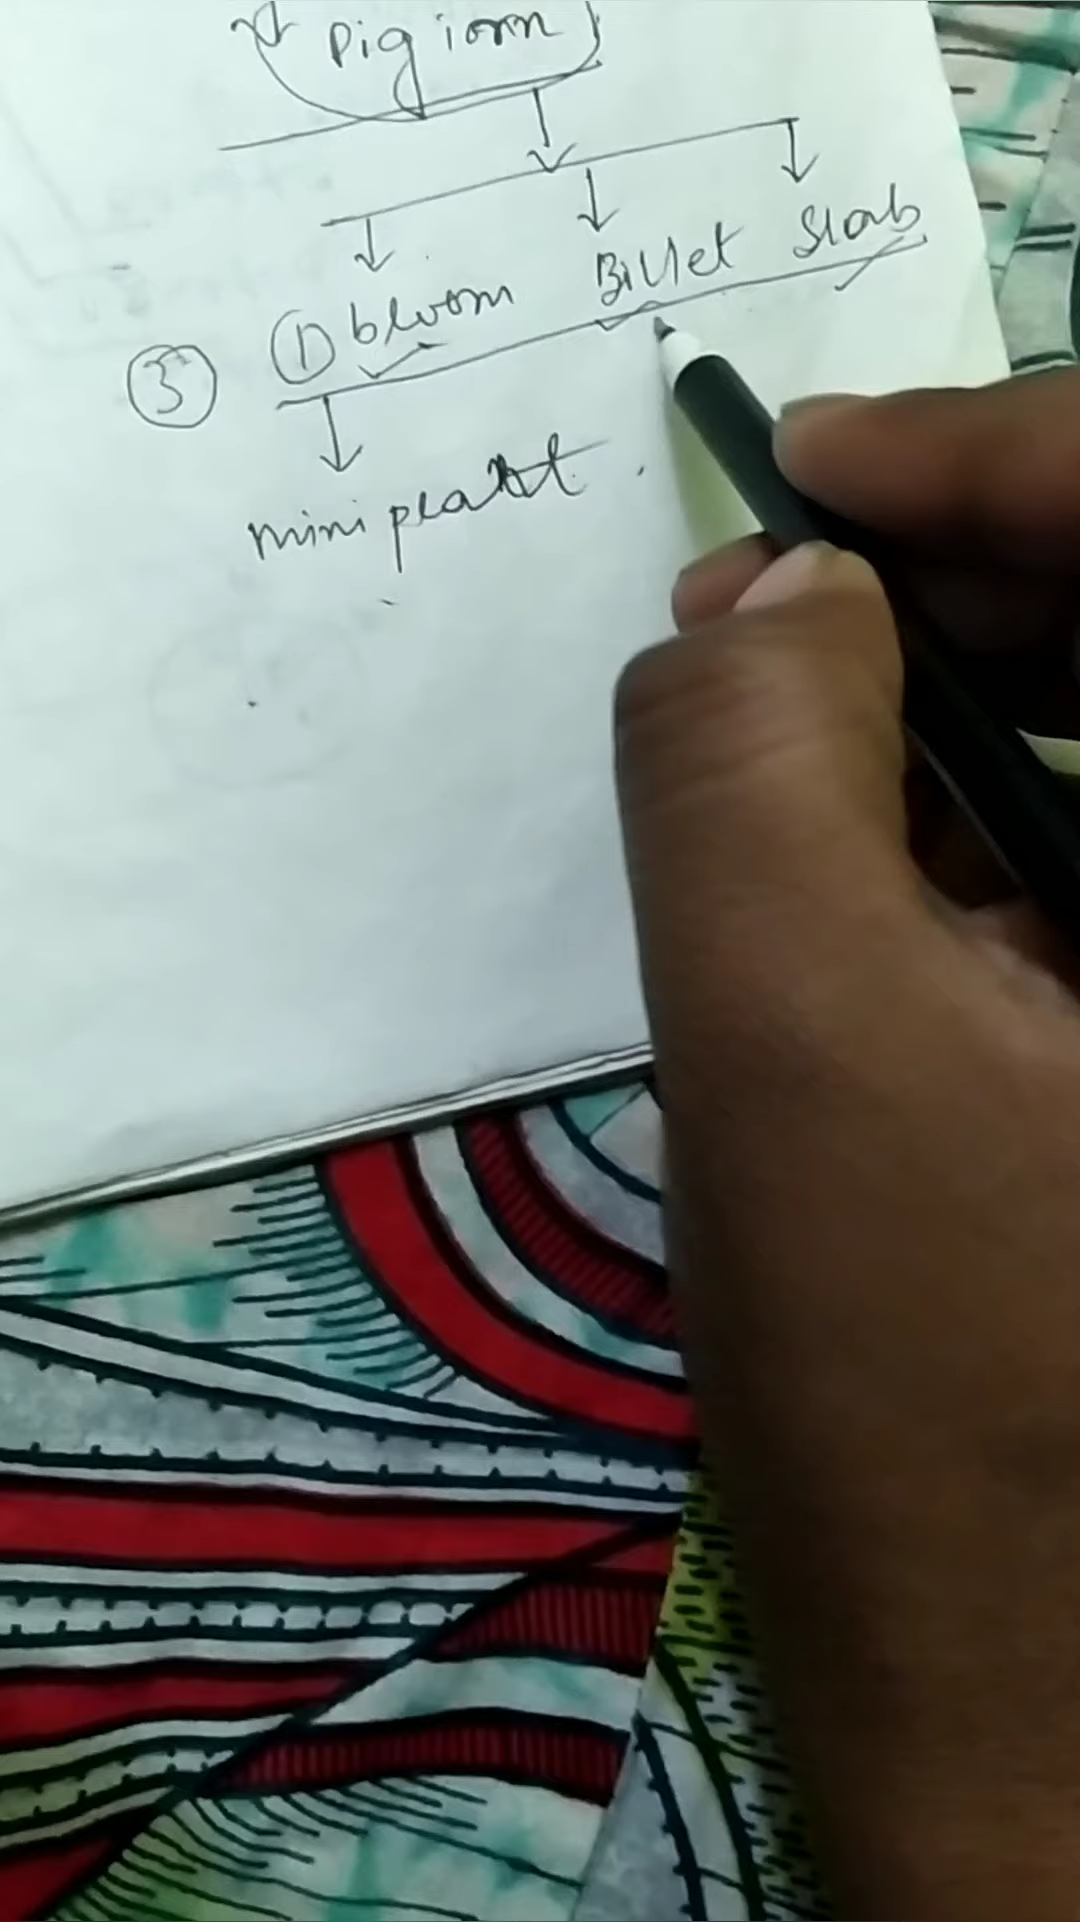 Pig iorn
① bloom Billet Slab
③
mini plant